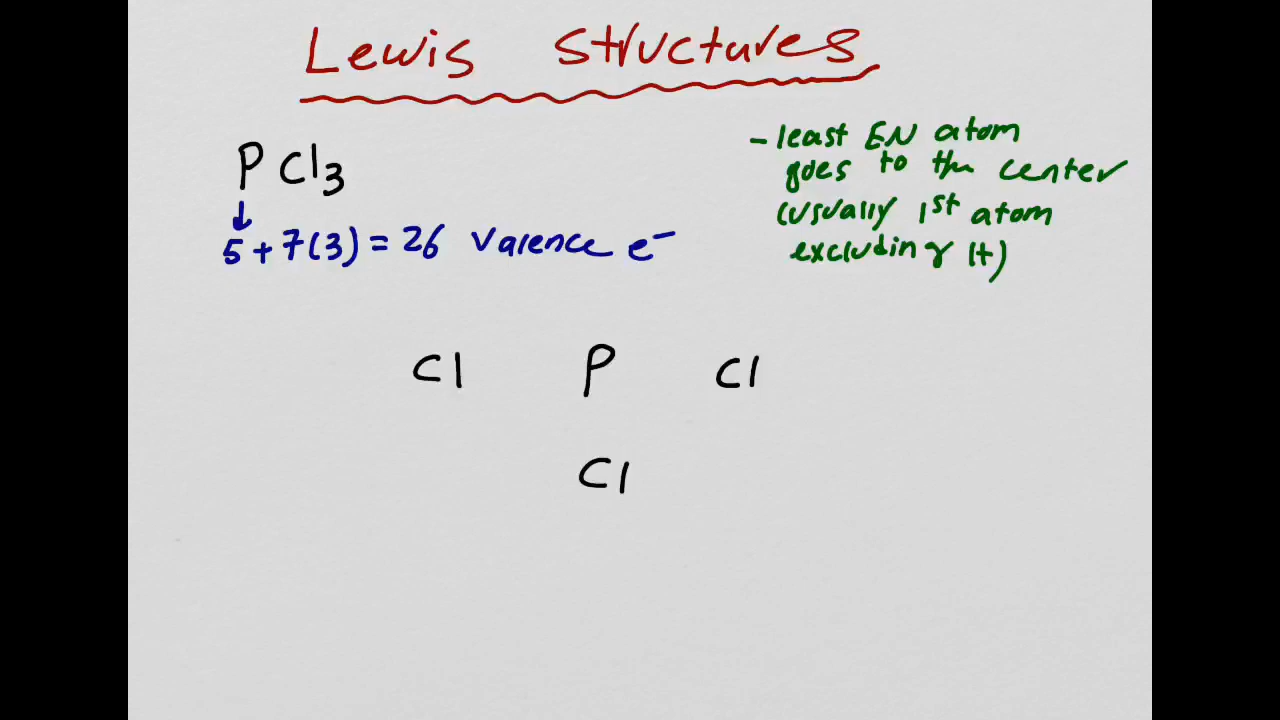 Lewis Structures
PCl3
5 + 7(3) = 26 valence e⁻
- least EN atom
goes to the center
(usually 1st atom
excluding H)
Cl P Cl
Cl